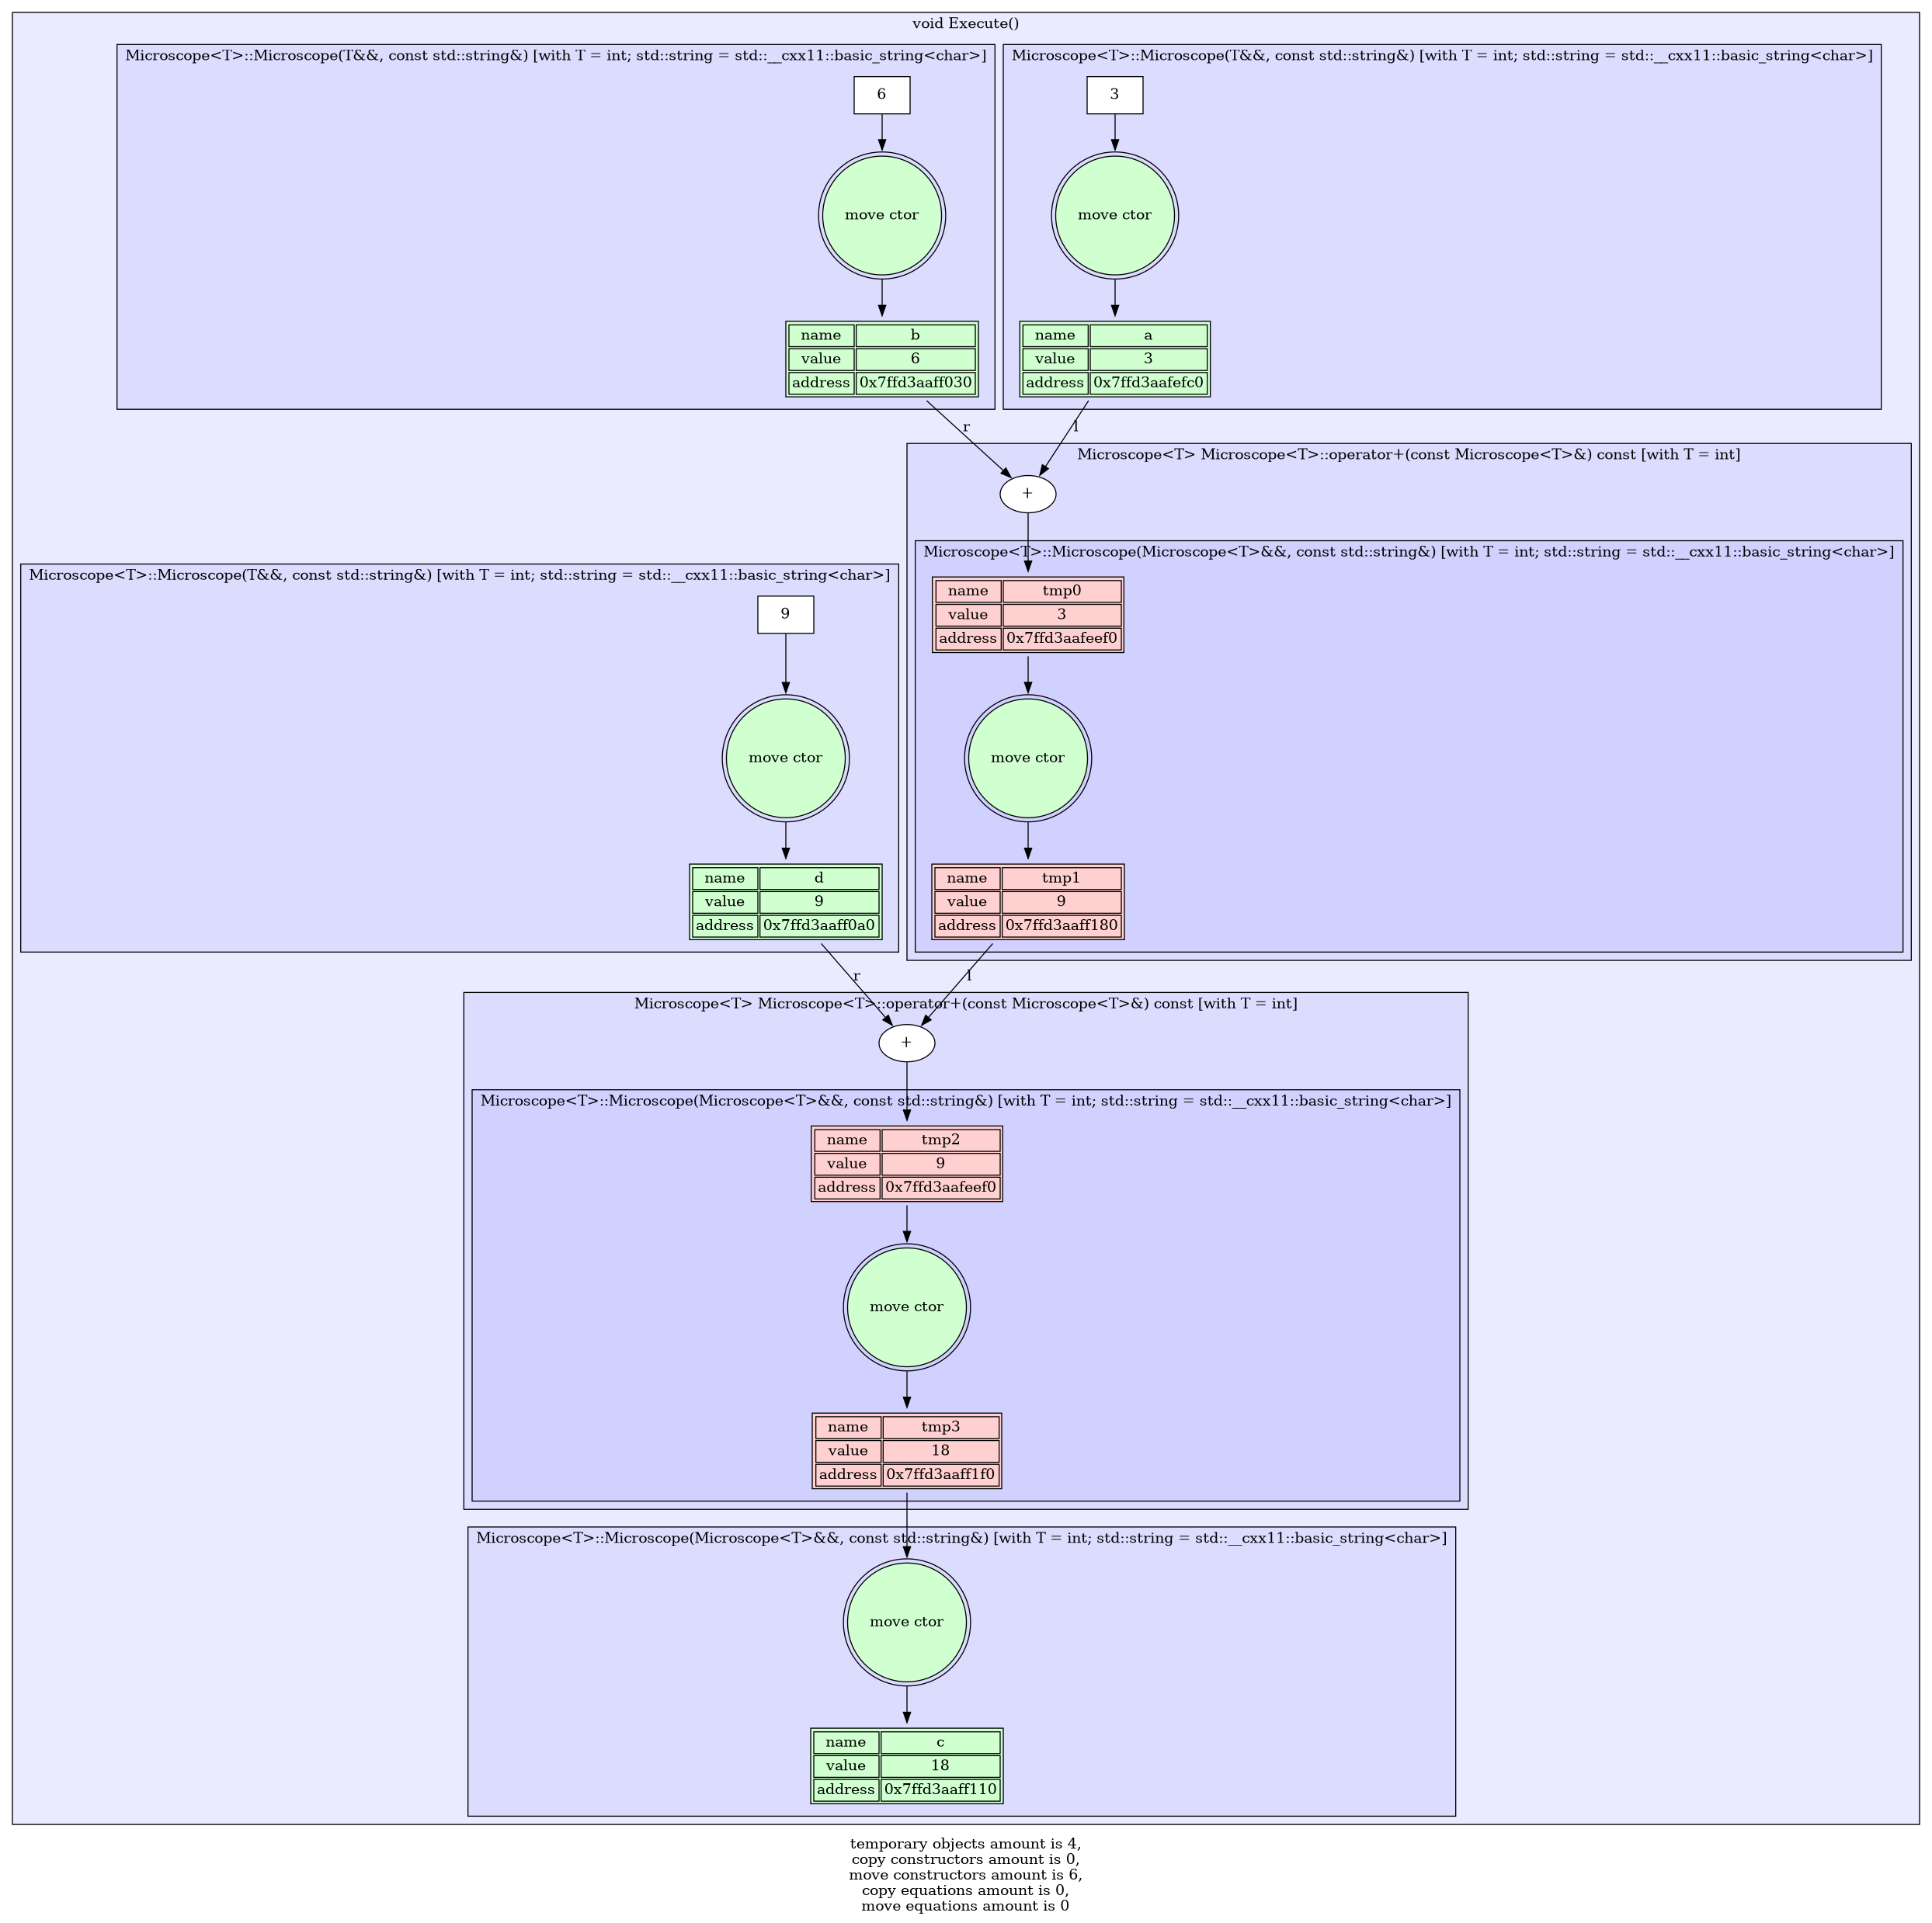 void Execute()
Microscope<T>::Microscope(T&&, const std::string&) [with T = int; std::string = std::__cxx11::basic_string<char>]
6
move ctor
name b
value 6
address 0x7ffd3aaff030
Microscope<T>::Microscope(T&&, const std::string&) [with T = int; std::string = std::__cxx11::basic_string<char>]
3
move ctor
name a
value 3
address 0x7ffd3aafefc0
r
l
Microscope<T> Microscope<T>::operator+(const Microscope<T>&) const [with T = int]
+
Microscope<T>::Microscope(Microscope<T>&&, const std::string&) [with T = int; std::string = std::__cxx11::basic_string<char>]
name tmp0
value 3
address 0x7ffd3aafeef0
move ctor
name tmp1
value 9
address 0x7ffd3aaff180
Microscope<T>::Microscope(T&&, const std::string&) [with T = int; std::string = std::__cxx11::basic_string<char>]
9
move ctor
name d
value 9
address 0x7ffd3aaff0a0
r
l
Microscope<T> Microscope<T>::operator+(const Microscope<T>&) const [with T = int]
+
Microscope<T>::Microscope(Microscope<T>&&, const std::string&) [with T = int; std::string = std::__cxx11::basic_string<char>]
name tmp2
value 9
address 0x7ffd3aafeef0
move ctor
name tmp3
value 18
address 0x7ffd3aaff1f0
Microscope<T>::Microscope(Microscope<T>&&, const std::string&) [with T = int; std::string = std::__cxx11::basic_string<char>]
move ctor
name c
value 18
address 0x7ffd3aaff110
temporary objects amount is 4,
copy constructors amount is 0,
move constructors amount is 6,
copy equations amount is 0,
move equations amount is 0